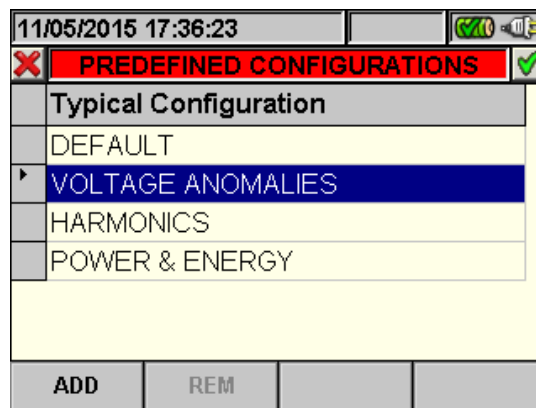 11/05/2015 17:36:23
PREDEFINED CONFIGURATIONS
Typical Configuration
DEFAULT
VOLTAGE ANOMALIES
HARMONICS
POWER & ENERGY
ADD REM